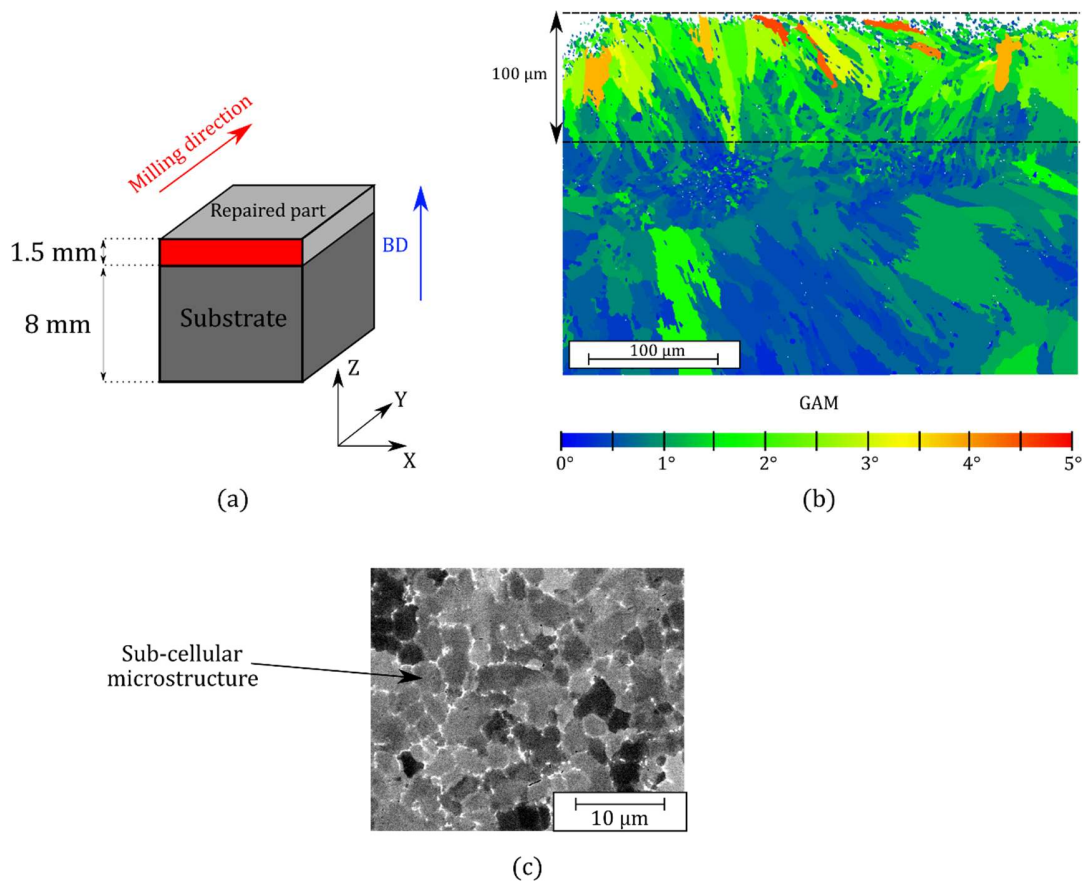 Milling direction
Repaired part
1.5 mm
BD
8 mm
Substrate
Z
Y
X
(a)
100 μm
100 μm
GAM
0° 1° 2° 3° 4° 5°
(b)
Sub-cellular
microstructure
10 μm
(c)